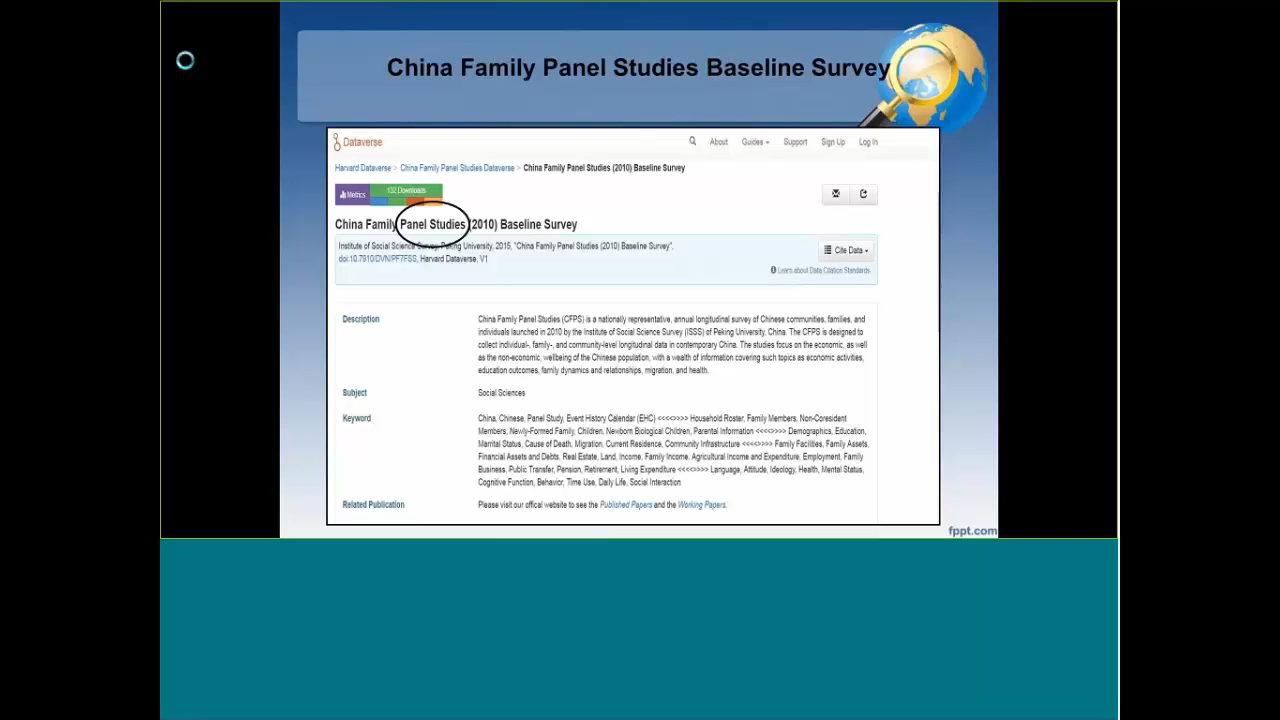 China Family Panel Studies Baseline Survey
Dataverse
About Guides Support Sign Up Log In
Harvard Dataverse > China Family Panel Studies Dataverse > China Family Panel Studies (2010) Baseline Survey
Metrics 132 Downloads
China Family Panel Studies (2010) Baseline Survey
Institute of Social Science Survey, Peking University, 2015, "China Family Panel Studies (2010) Baseline Survey",
doi:10.7910/DVN/PF7FSS, Harvard Dataverse, V1
Cite Data
Learn about Data Citation Standards.
Description
China Family Panel Studies (CFPS) is a nationally representative, annual longitudinal survey of Chinese communities, families, and
individuals launched in 2010 by the Institute of Social Science Survey (ISSS) of Peking University, China. The CFPS is designed to
collect individual-, family-, and community-level longitudinal data in contemporary China. The studies focus on the economic, as well
as the non-economic, wellbeing of the Chinese population, with a wealth of information covering such topics as economic activities,
education outcomes, family dynamics and relationships, migration, and health.
Subject
Social Sciences
Keyword
China, Chinese, Panel Study, Event History Calendar (EHC) <<<<>>>> Household Roster, Family Members, Non-Coresident
Members, Newly-Formed Family, Children, Newborn Biological Children, Parental Information <<<<>>>> Demographics, Education,
Marrital Status, Cause of Death, Migration, Current Residence, Community Infrastructure <<<<>>>> Family Facilities, Family Assets,
Financial Assets and Debts, Real Estate, Land, Income, Family Income, Agricultural Income and Expenditure, Employment, Family
Business, Public Transfer, Pension, Retirement, Living Expenditure <<<<>>>> Language, Attitude, Ideology, Health, Mental Status,
Cognitive Function, Behavior, Time Use, Daily Life, Social Interaction
Related Publication
Please visit our offical website to see the Published Papers and the Working Papers.
fppt.com